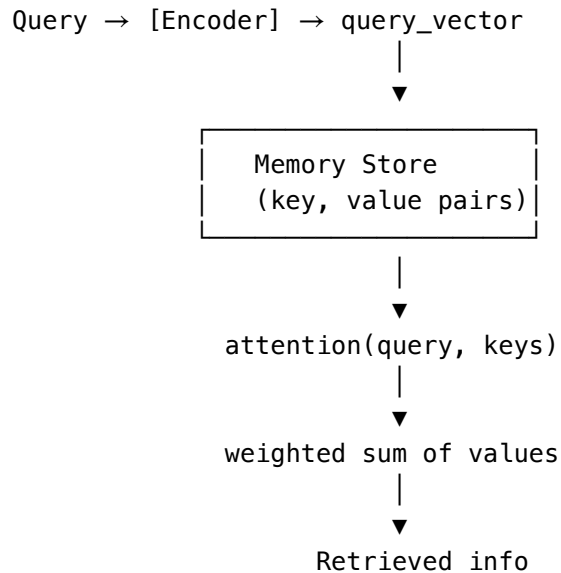 Query → [Encoder] → query_vector
Memory Store
(key, value pairs)
attention(query, keys)
weighted sum of values
Retrieved info